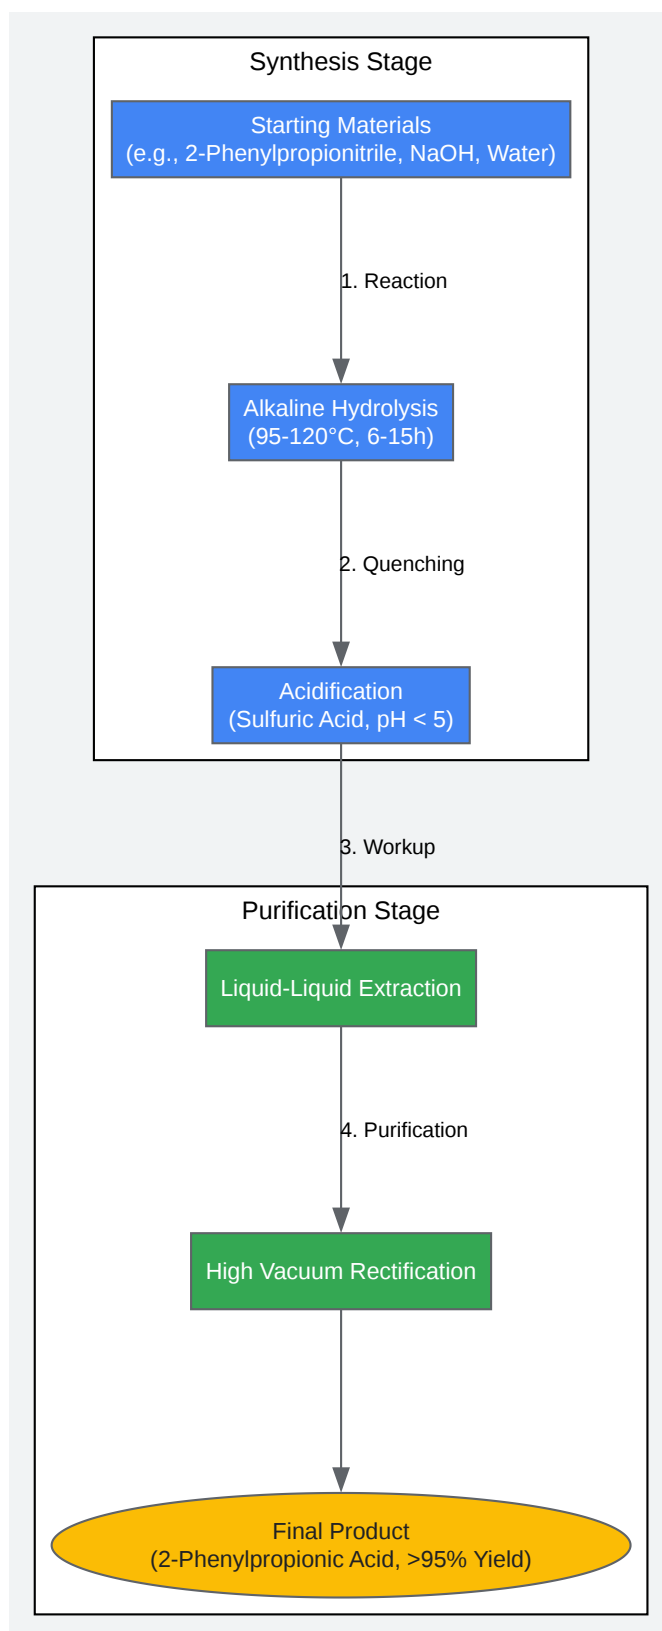 Synthesis Stage
Starting Materials
(e.g., 2-Phenylpropionitrile, NaOH, Water)
1. Reaction
Alkaline Hydrolysis
(95-120°C, 6-15h)
2. Quenching
Acidification
(Sulfuric Acid, pH < 5)
3. Workup
Purification Stage
Liquid-Liquid Extraction
4. Purification
High Vacuum Rectification
Final Product
(2-Phenylpropionic Acid, >95% Yield)